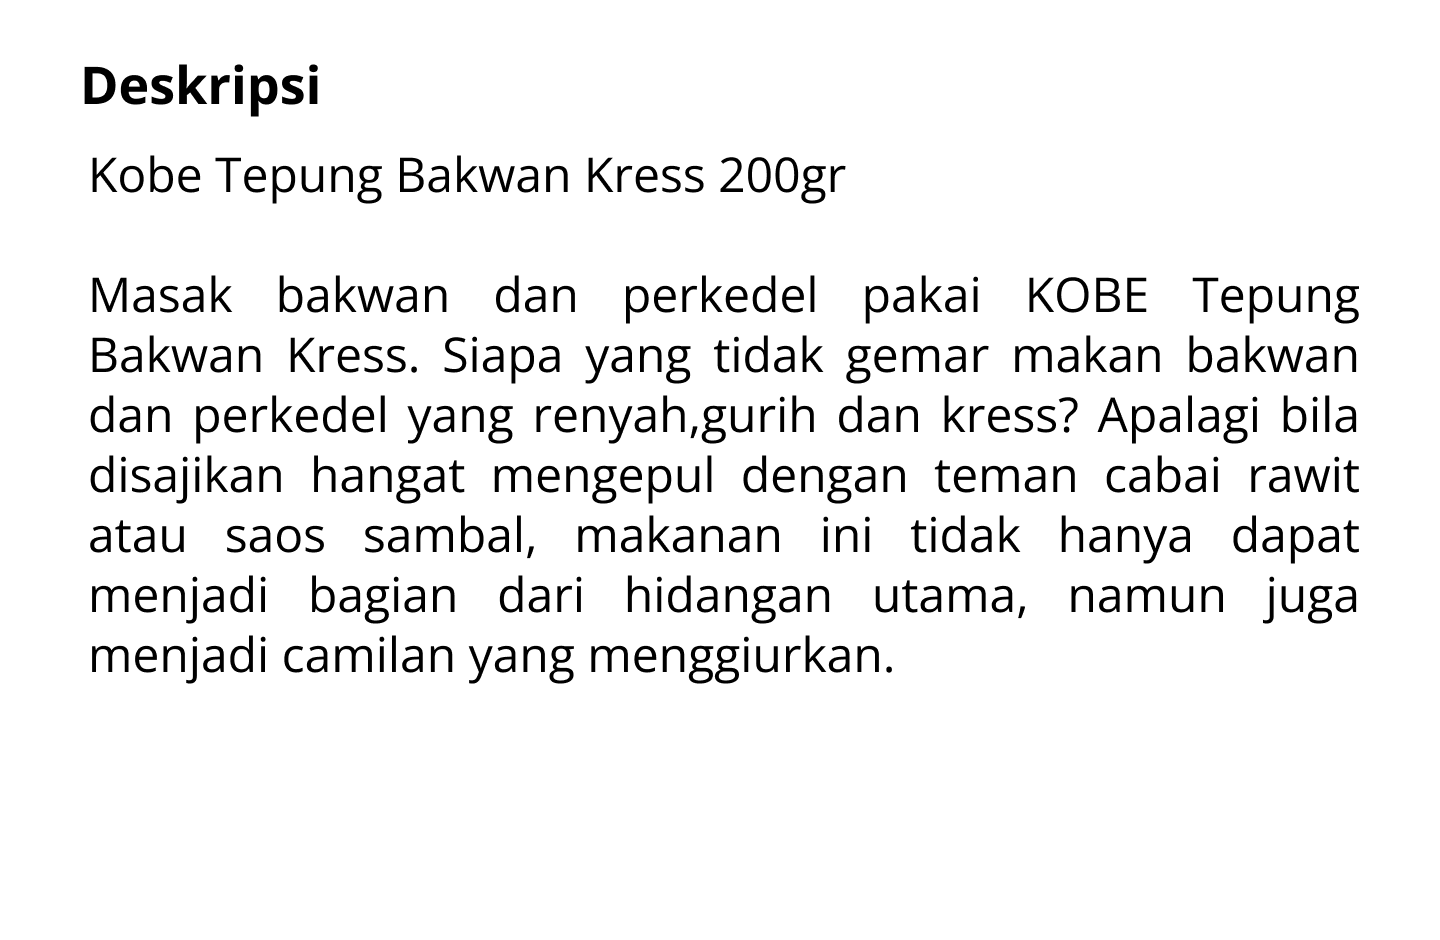 Deskripsi
Kobe Tepung Bakwan Kress 200gr
Masak bakwan dan perkedel pakai KOBE Tepung
Bakwan Kress. Siapa yang tidak gemar makan bakwan
dan perkedel yang renyah,gurih dan kress? Apalagi bila
disajikan hangat mengepul dengan teman cabai rawit
atau saos sambal, makanan ini tidak hanya dapat
menjadi bagian dari hidangan utama, namun juga
menjadi camilan yang menggiurkan.